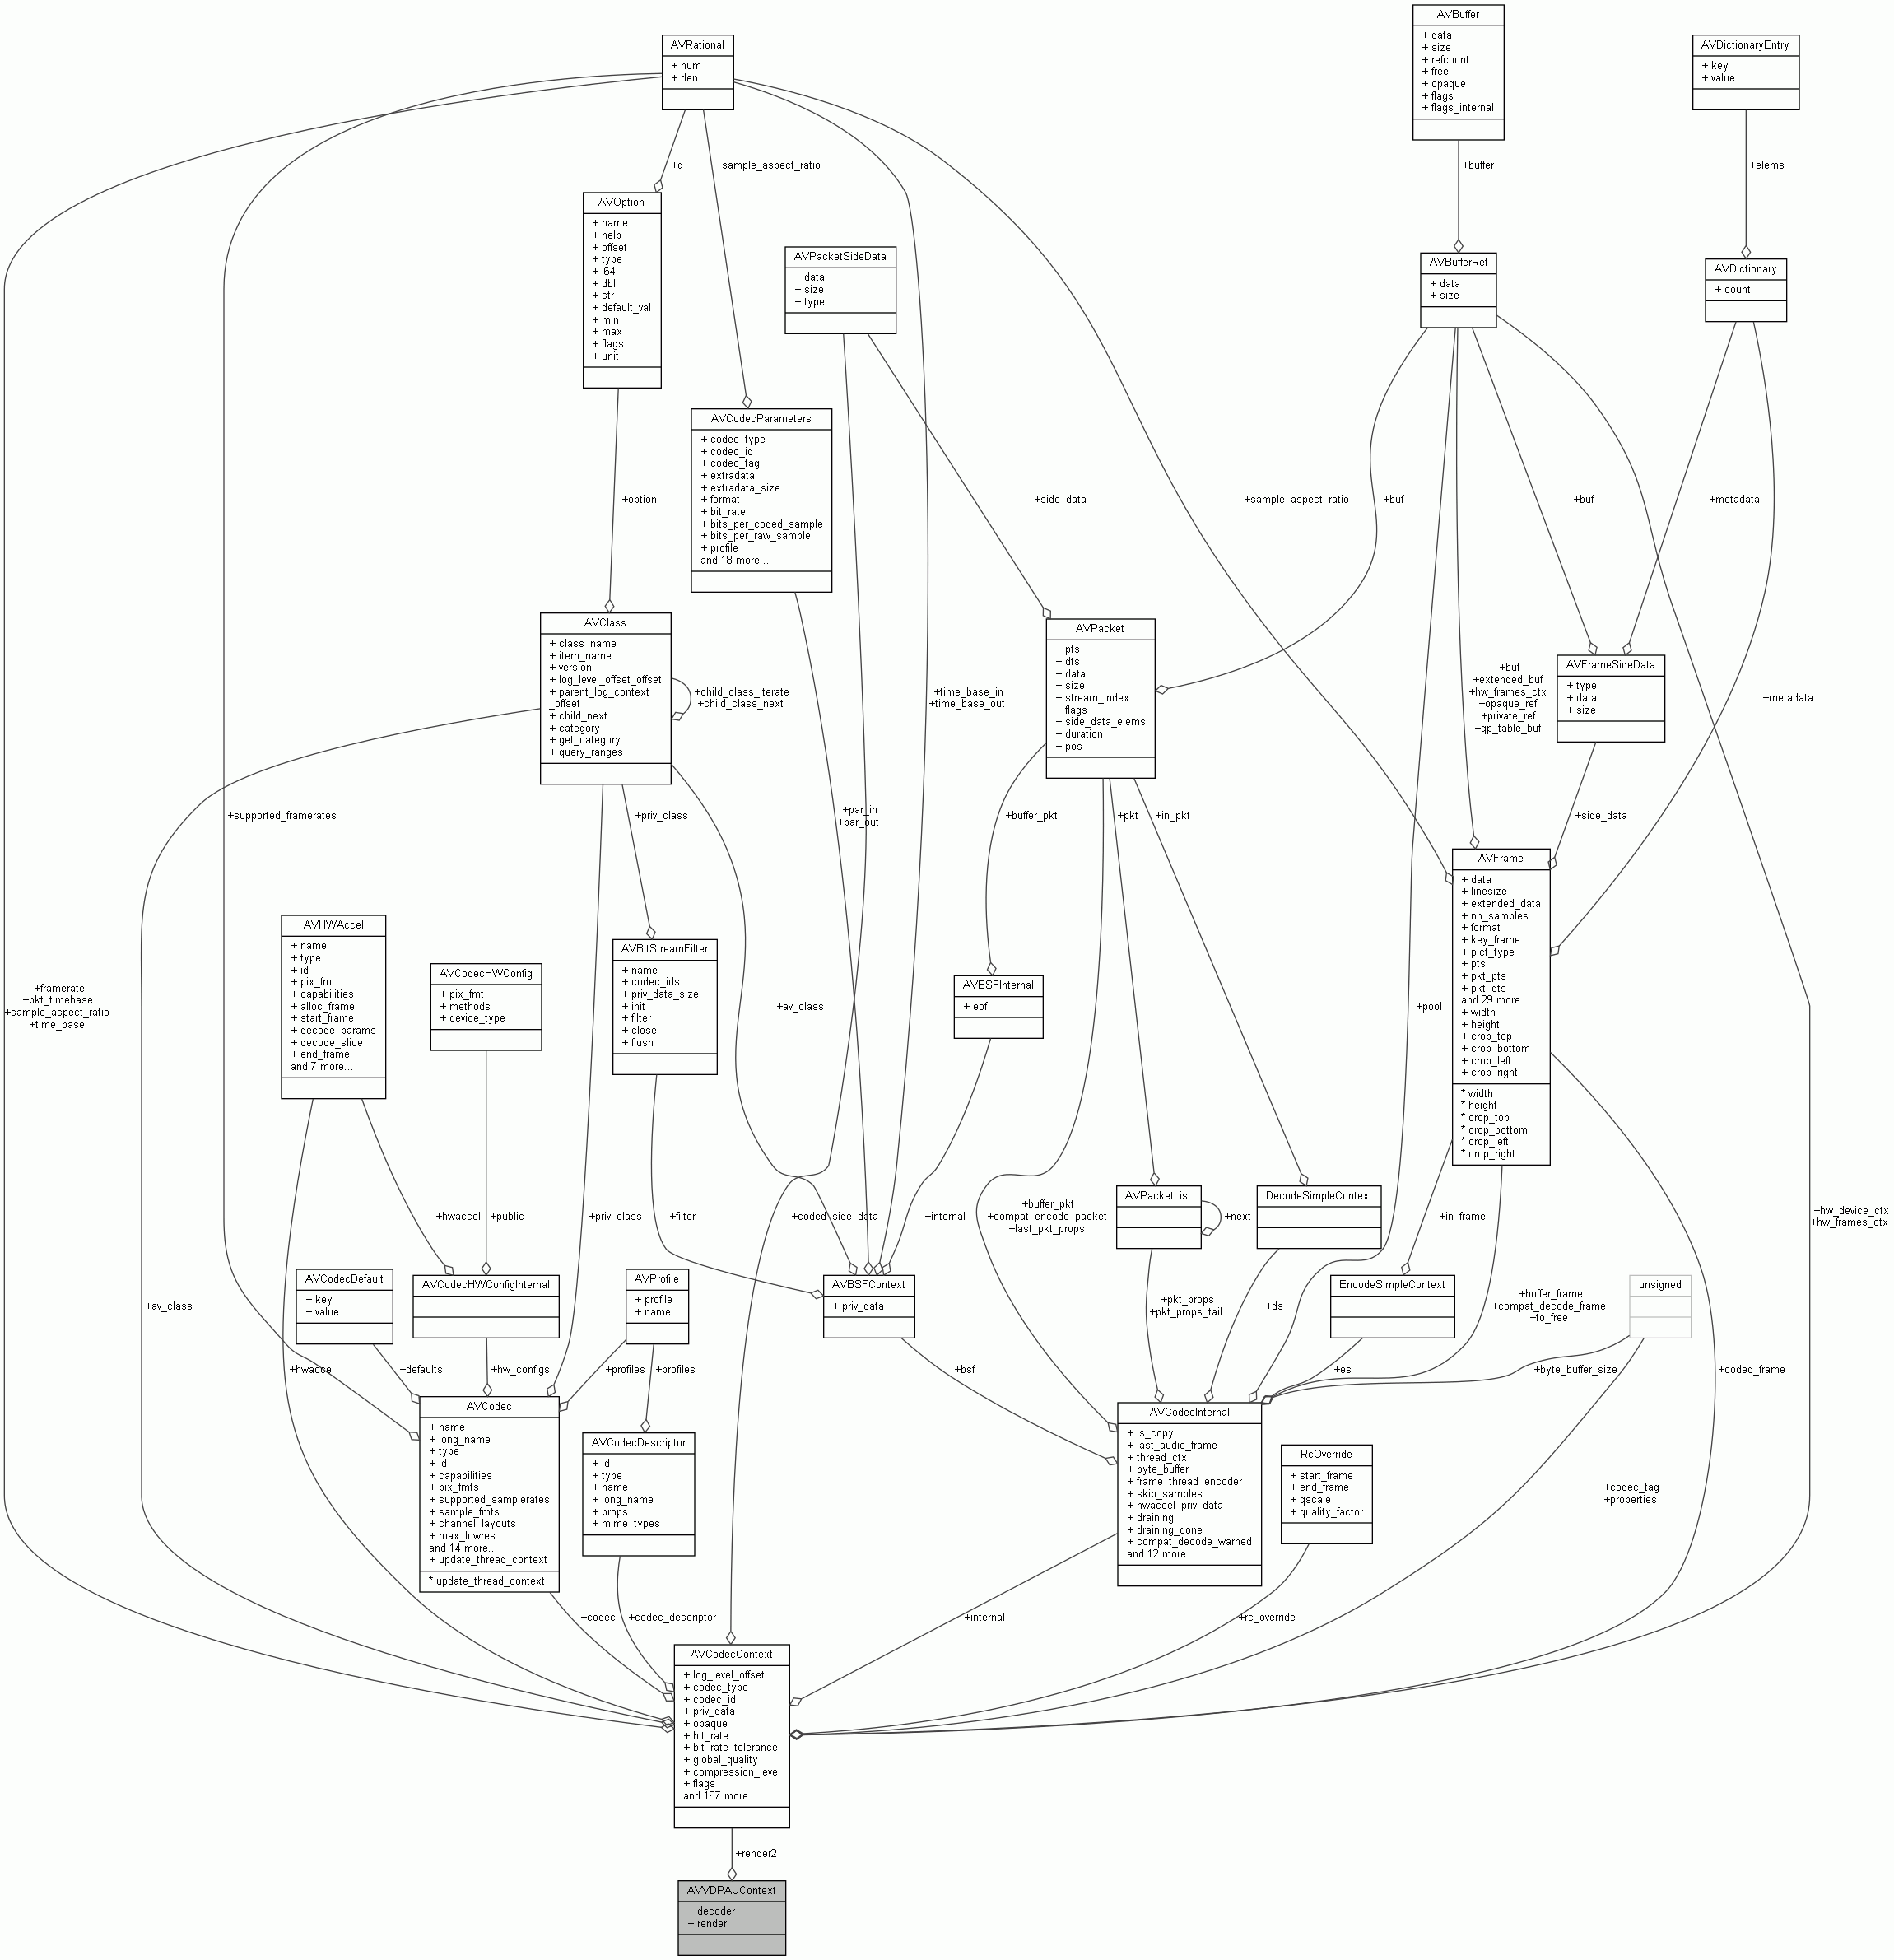 AVBuffer
+ data
+ size
+ refcount
+ free
+ opaque
+ flags
+ flags_internal
AVRational
+ num
+ den
AVDictionaryEntry
+ key
+ value
+q
+sample_aspect_ratio
+buffer
+elems
AVOption
+ name
+ help
+ offset
+ type
+ i64
+ dbl
+ str
+ default_val
+ min
+ max
+ flags
+ unit
AVPacketSideData
+ data
+ size
+ type
AVBufferRef
+ data
+ size
AVDictionary
+ count
AVCodecParameters
+ codec_type
+ codec_id
+ codec_tag
+ extradata
+ extradata_size
+ format
+ bit_rate
+ bits_per_coded_sample
+ bits_per_raw_sample
+ profile
and 18 more...
+option
+side_data
+sample_aspect_ratio
+buf
+buf
+metadata
AVClass
+ class_name
+ item_name
+ version
+ log_level_offset_offset
+ parent_log_context
_offset
+ child_next
+ category
+ get_category
+ query_ranges
+child_class_iterate
+child_class_next
+time_base_in
+time_base_out
AVPacket
+ pts
+ dts
+ data
+ size
+ stream_index
+ flags
+ side_data_elems
+ duration
+ pos
+buf
+extended_buf
+hw_frames_ctx
+opaque_ref
+private_ref
+qp_table_buf
AVFrameSideData
+ type
+ data
+ size
+metadata
+supported_framerates
+priv_class
+par_in
+par_out
+buffer_pkt
+pkt
+in_pkt
+side_data
AVFrame
+ data
+ linesize
+ extended_data
+ nb_samples
+ format
+ key_frame
+ pict_type
+ pts
+ pkt_pts
+ pkt_dts
and 29 more...
+ width
+ height
+ crop_top
+ crop_bottom
+ crop_left
+ crop_right
* width
* height
* crop_top
* crop_bottom
* crop_left
* crop_right
AVHWAccel
+ name
+ type
+ id
+ pix_fmt
+ capabilities
+ alloc_frame
+ start_frame
+ decode_params
+ decode_slice
+ end_frame
and 7 more...
AVCodecHWConfig
+ pix_fmt
+ methods
+ device_type
AVBitStreamFilter
+ name
+ codec_ids
+ priv_data_size
+ init
+ filter
+ close
+ flush
AVBSFInternal
+ eof
+framerate
+pkt_timebase
+sample_aspect_ratio
+time_base
+av_class
+pool
+hwaccel
+public
+priv_class
+filter
+coded_side_data
+internal
+buffer_pkt
+compat_encode_packet
+last_pkt_props
AVPacketList
+next
DecodeSimpleContext
+in_frame
+hw_device_ctx
+hw_frames_ctx
AVCodecDefault
+ key
+ value
AVCodecHWConfigInternal
AVProfile
+ profile
+ name
AVBSFContext
+ priv_data
EncodeSimpleContext
unsigned
+av_class
+pkt_props
+pkt_props_tail
+ds
+buffer_frame
+compat_decode_frame
+to_free
+hwaccel
+defaults
+hw_configs
+profiles
+profiles
+bsf
+es
+byte_buffer_size
+coded_frame
AVCodec
+ name
+ long_name
+ type
+ id
+ capabilities
+ pix_fmts
+ supported_samplerates
+ sample_fmts
+ channel_layouts
+ max_lowres
and 14 more...
+ update_thread_context
* update_thread_context
AVCodecDescriptor
+ id
+ type
+ name
+ long_name
+ props
+ mime_types
AVCodecInternal
+ is_copy
+ last_audio_frame
+ thread_ctx
+ byte_buffer
+ frame_thread_encoder
+ skip_samples
+ hwaccel_priv_data
+ draining
+ draining_done
+ compat_decode_warned
and 12 more...
RcOverride
+ start_frame
+ end_frame
+ qscale
+ quality_factor
+codec_tag
+properties
+codec
+codec_descriptor
+internal
+rc_override
AVCodecContext
+ log_level_offset
+ codec_type
+ codec_id
+ priv_data
+ opaque
+ bit_rate
+ bit_rate_tolerance
+ global_quality
+ compression_level
+ flags
and 167 more...
+render2
AVVDPAUContext
+ decoder
+ render